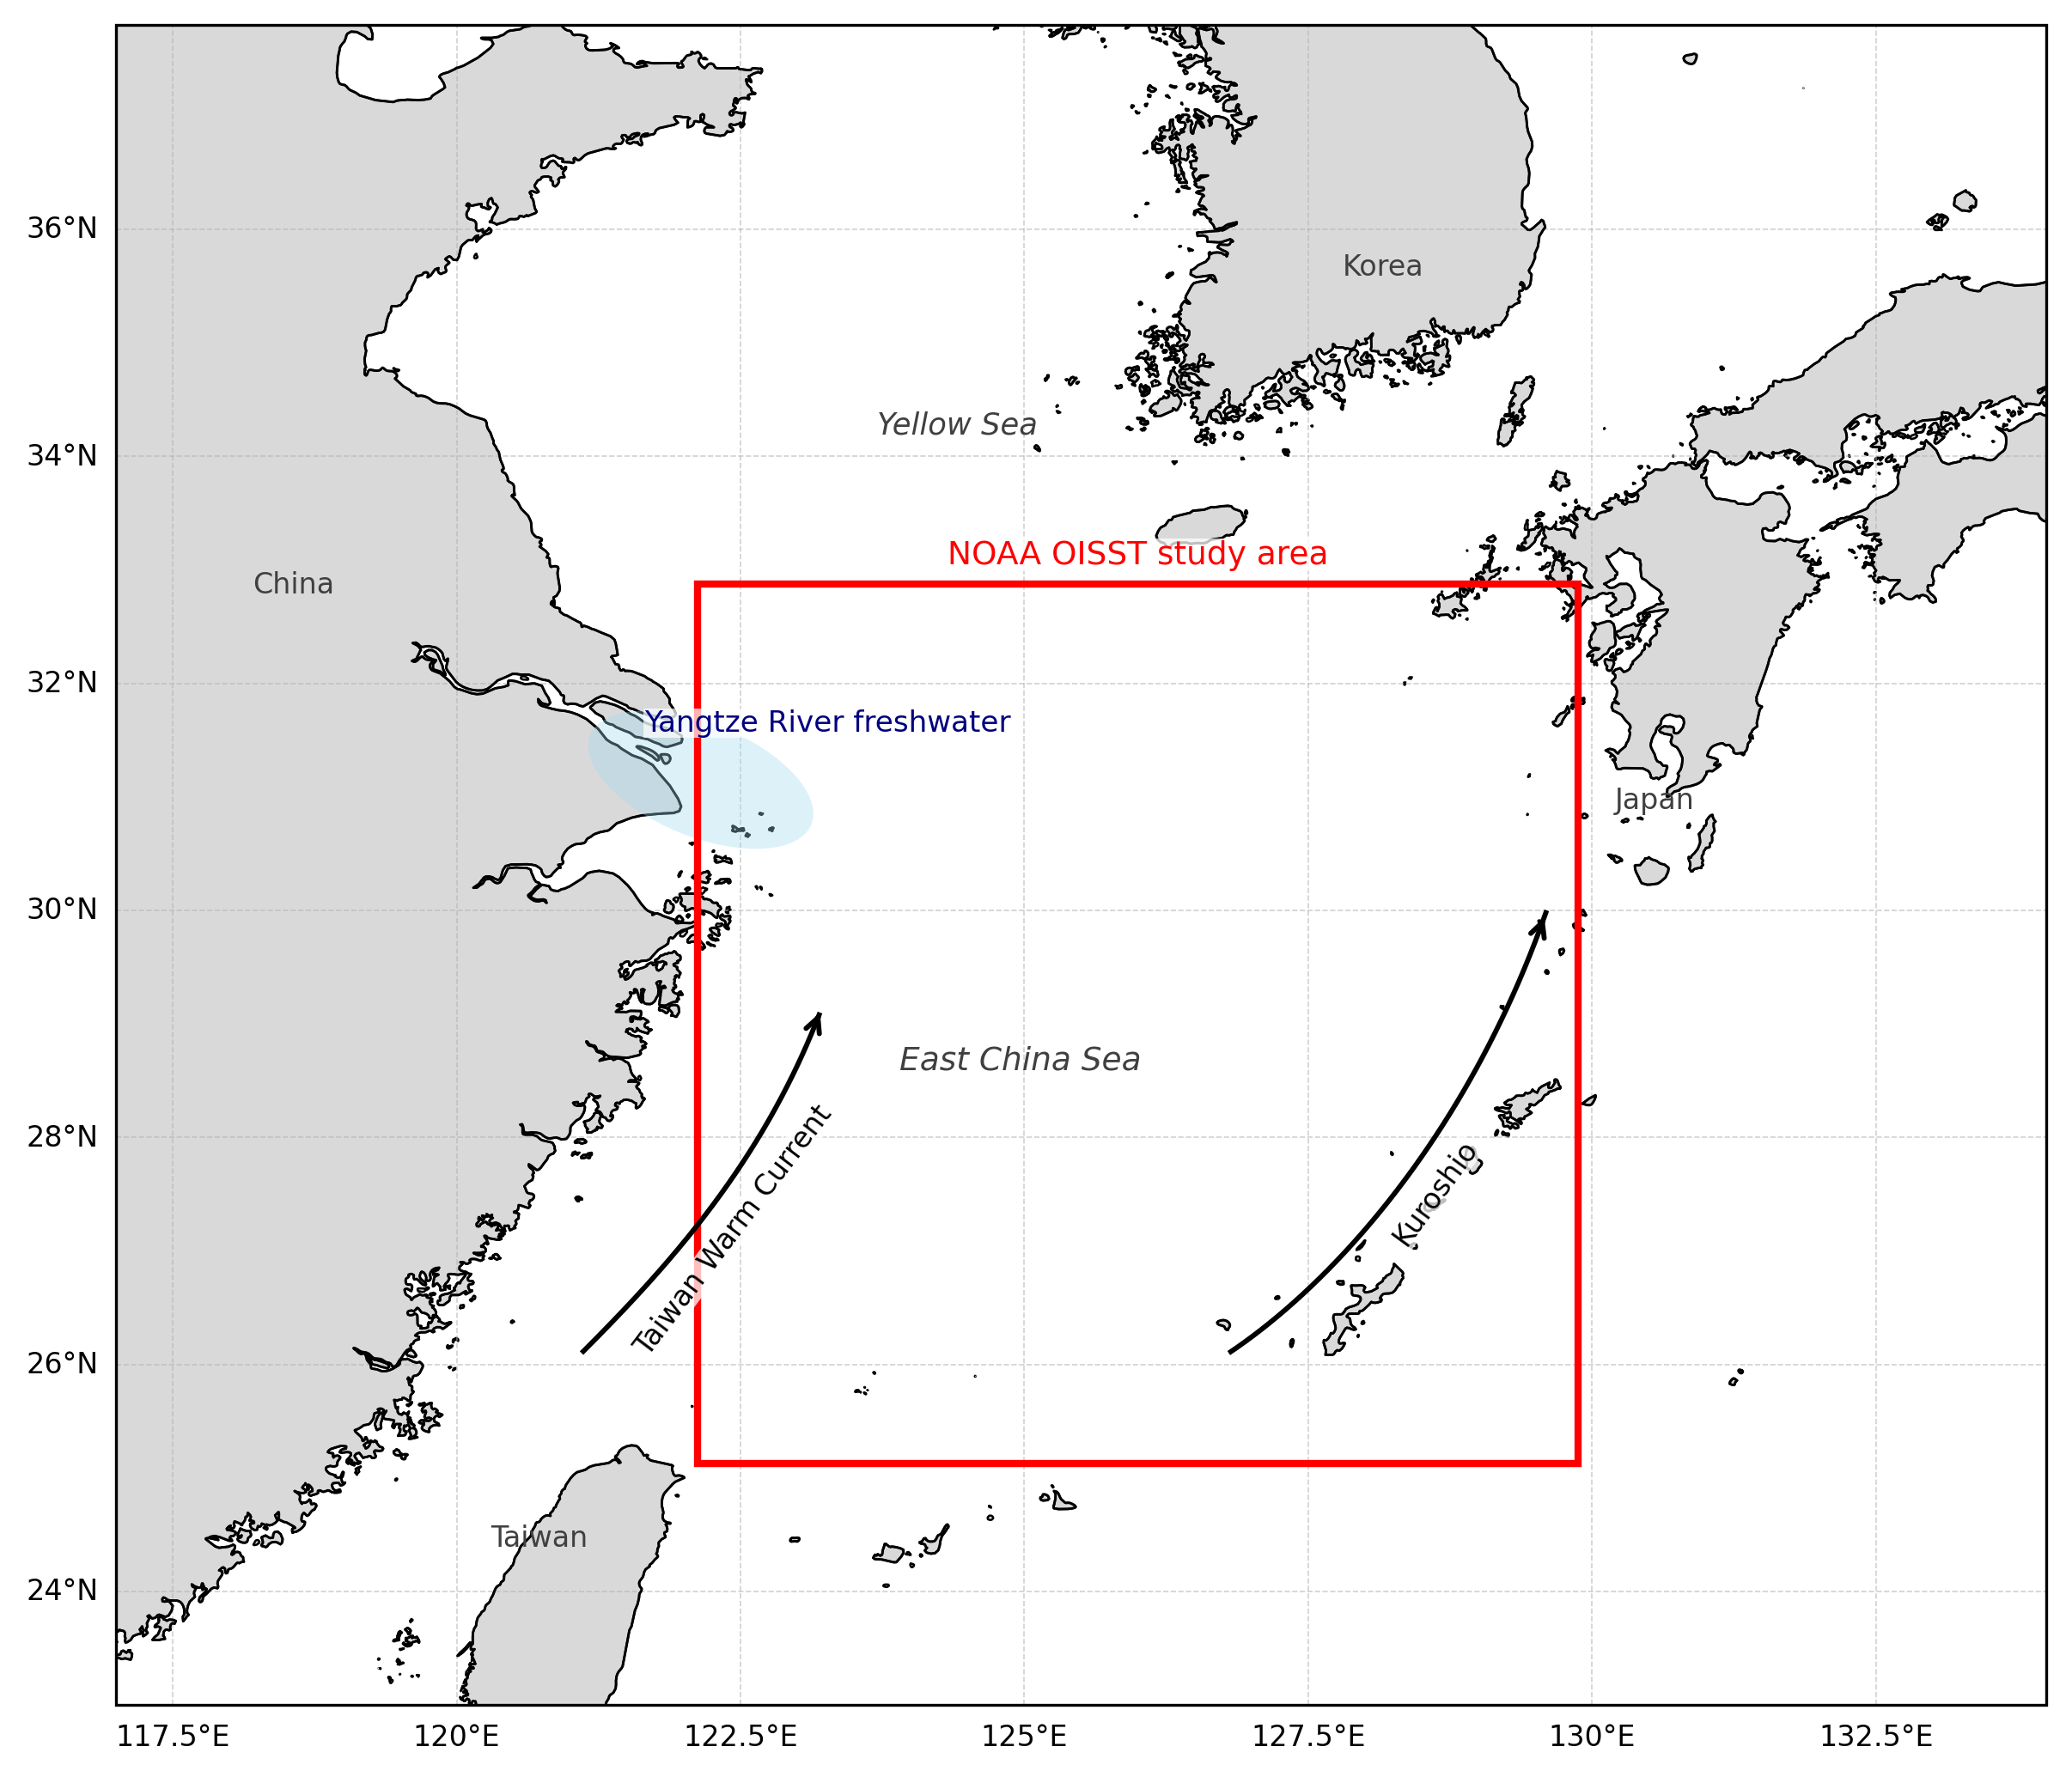 36°N
Korea
Yellow Sea
34°N
NOAA OISST study area
China
32°N
Yangtze River freshwater
Japan
30°N
East China Sea
28°N
Taiwan Warm Current
Kuroshio
26°N
Taiwan
24°N
117.5°E 120°E 122.5°E 125°E 127.5°E 130°E 132.5°E